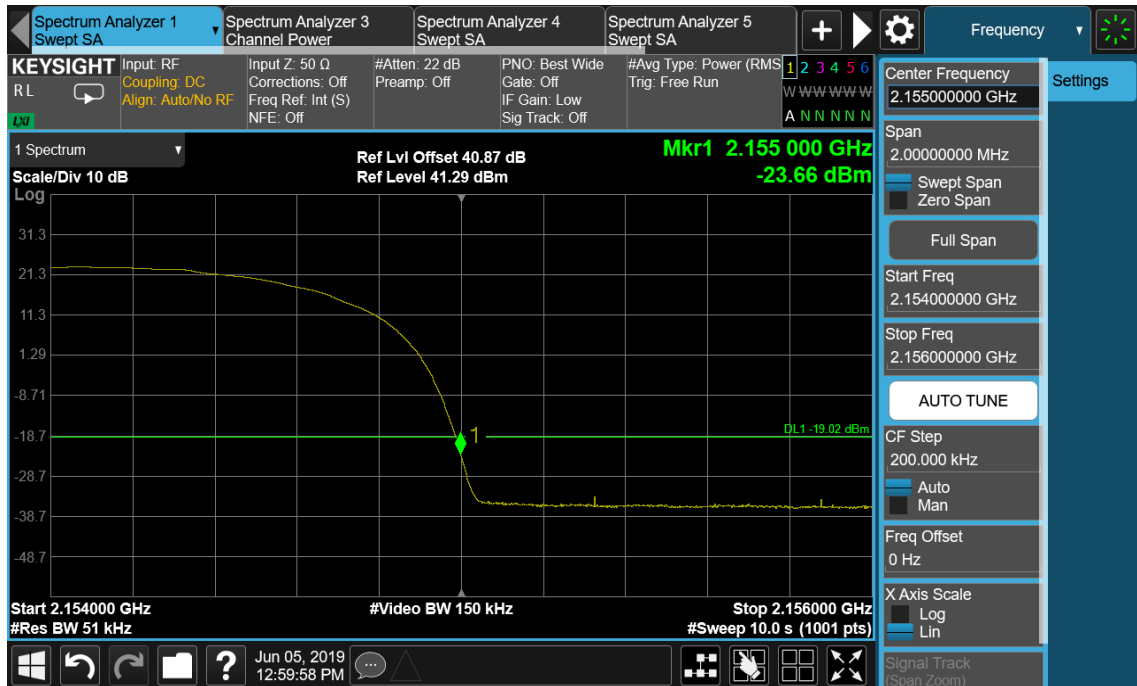 Spectrum Analyzer 1
Swept SA
Spectrum Analyzer 3
Channel Power
Spectrum Analyzer 4
Swept SA
Spectrum Analyzer 5
Swept SA
+
Frequency
KEYSIGHT
R L
LXI
Input: RF
Coupling: DC
Align: Auto/No RF
Input Z: 50 Ω
Corrections: Off
Freq Ref: Int (S)
NFE: Off
#Atten: 22 dB
Preamp: Off
PNO: Best Wide
Gate: Off
IF Gain: Low
Sig Track: Off
#Avg Type: Power (RMS
Trig: Free Run
1 2 3 4 5 6
W W W W W W
A N N N N N
1 Spectrum
Scale/Div 10 dB
Ref Lvl Offset 40.87 dB
Ref Level 41.29 dBm
Mkr1 2.155 000 GHz
-23.66 dBm
Log
31.3
21.3
11.3
1.29
-8.71
-18.7
-28.7
-38.7
-48.7
1
DL1 -19.02 dBm
Start 2.154000 GHz
#Res BW 51 kHz
#Video BW 150 kHz
Stop 2.156000 GHz
#Sweep 10.0 s (1001 pts)
Center Frequency
2.155000000 GHz
Settings
Span
2.00000000 MHz
Swept Span
Zero Span
Full Span
Start Freq
2.154000000 GHz
Stop Freq
2.156000000 GHz
AUTO TUNE
CF Step
200.000 kHz
Auto
Man
Freq Offset
0 Hz
X Axis Scale
Log
Lin
Signal Track
(Span Zoom)
?
Jun 05, 2019
12:59:58 PM